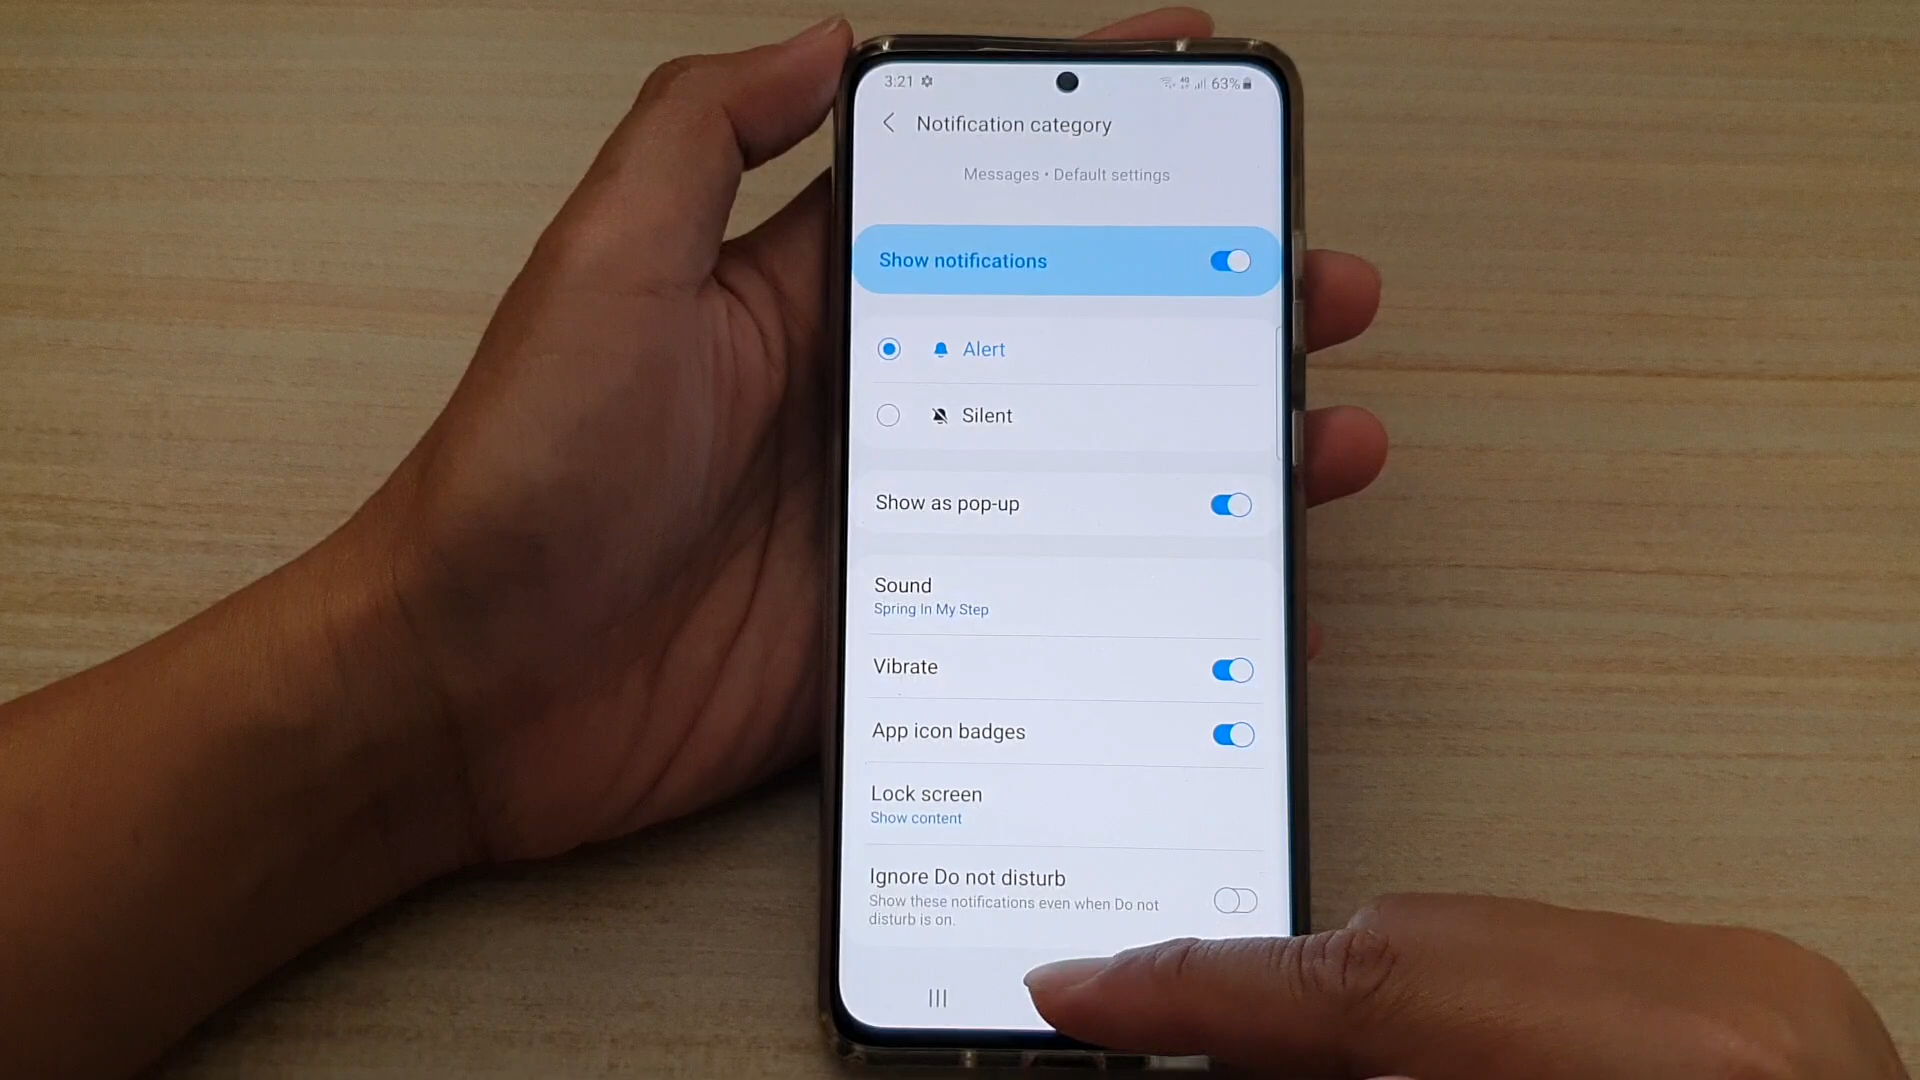 3:21
4G 63%
Notification category
Messages • Default settings
Show notifications
Alert
Silent
Show as pop-up
Sound
Spring In My Step
Vibrate
App icon badges
Lock screen
Show content
Ignore Do not disturb
Show these notifications even when Do not
disturb is on.